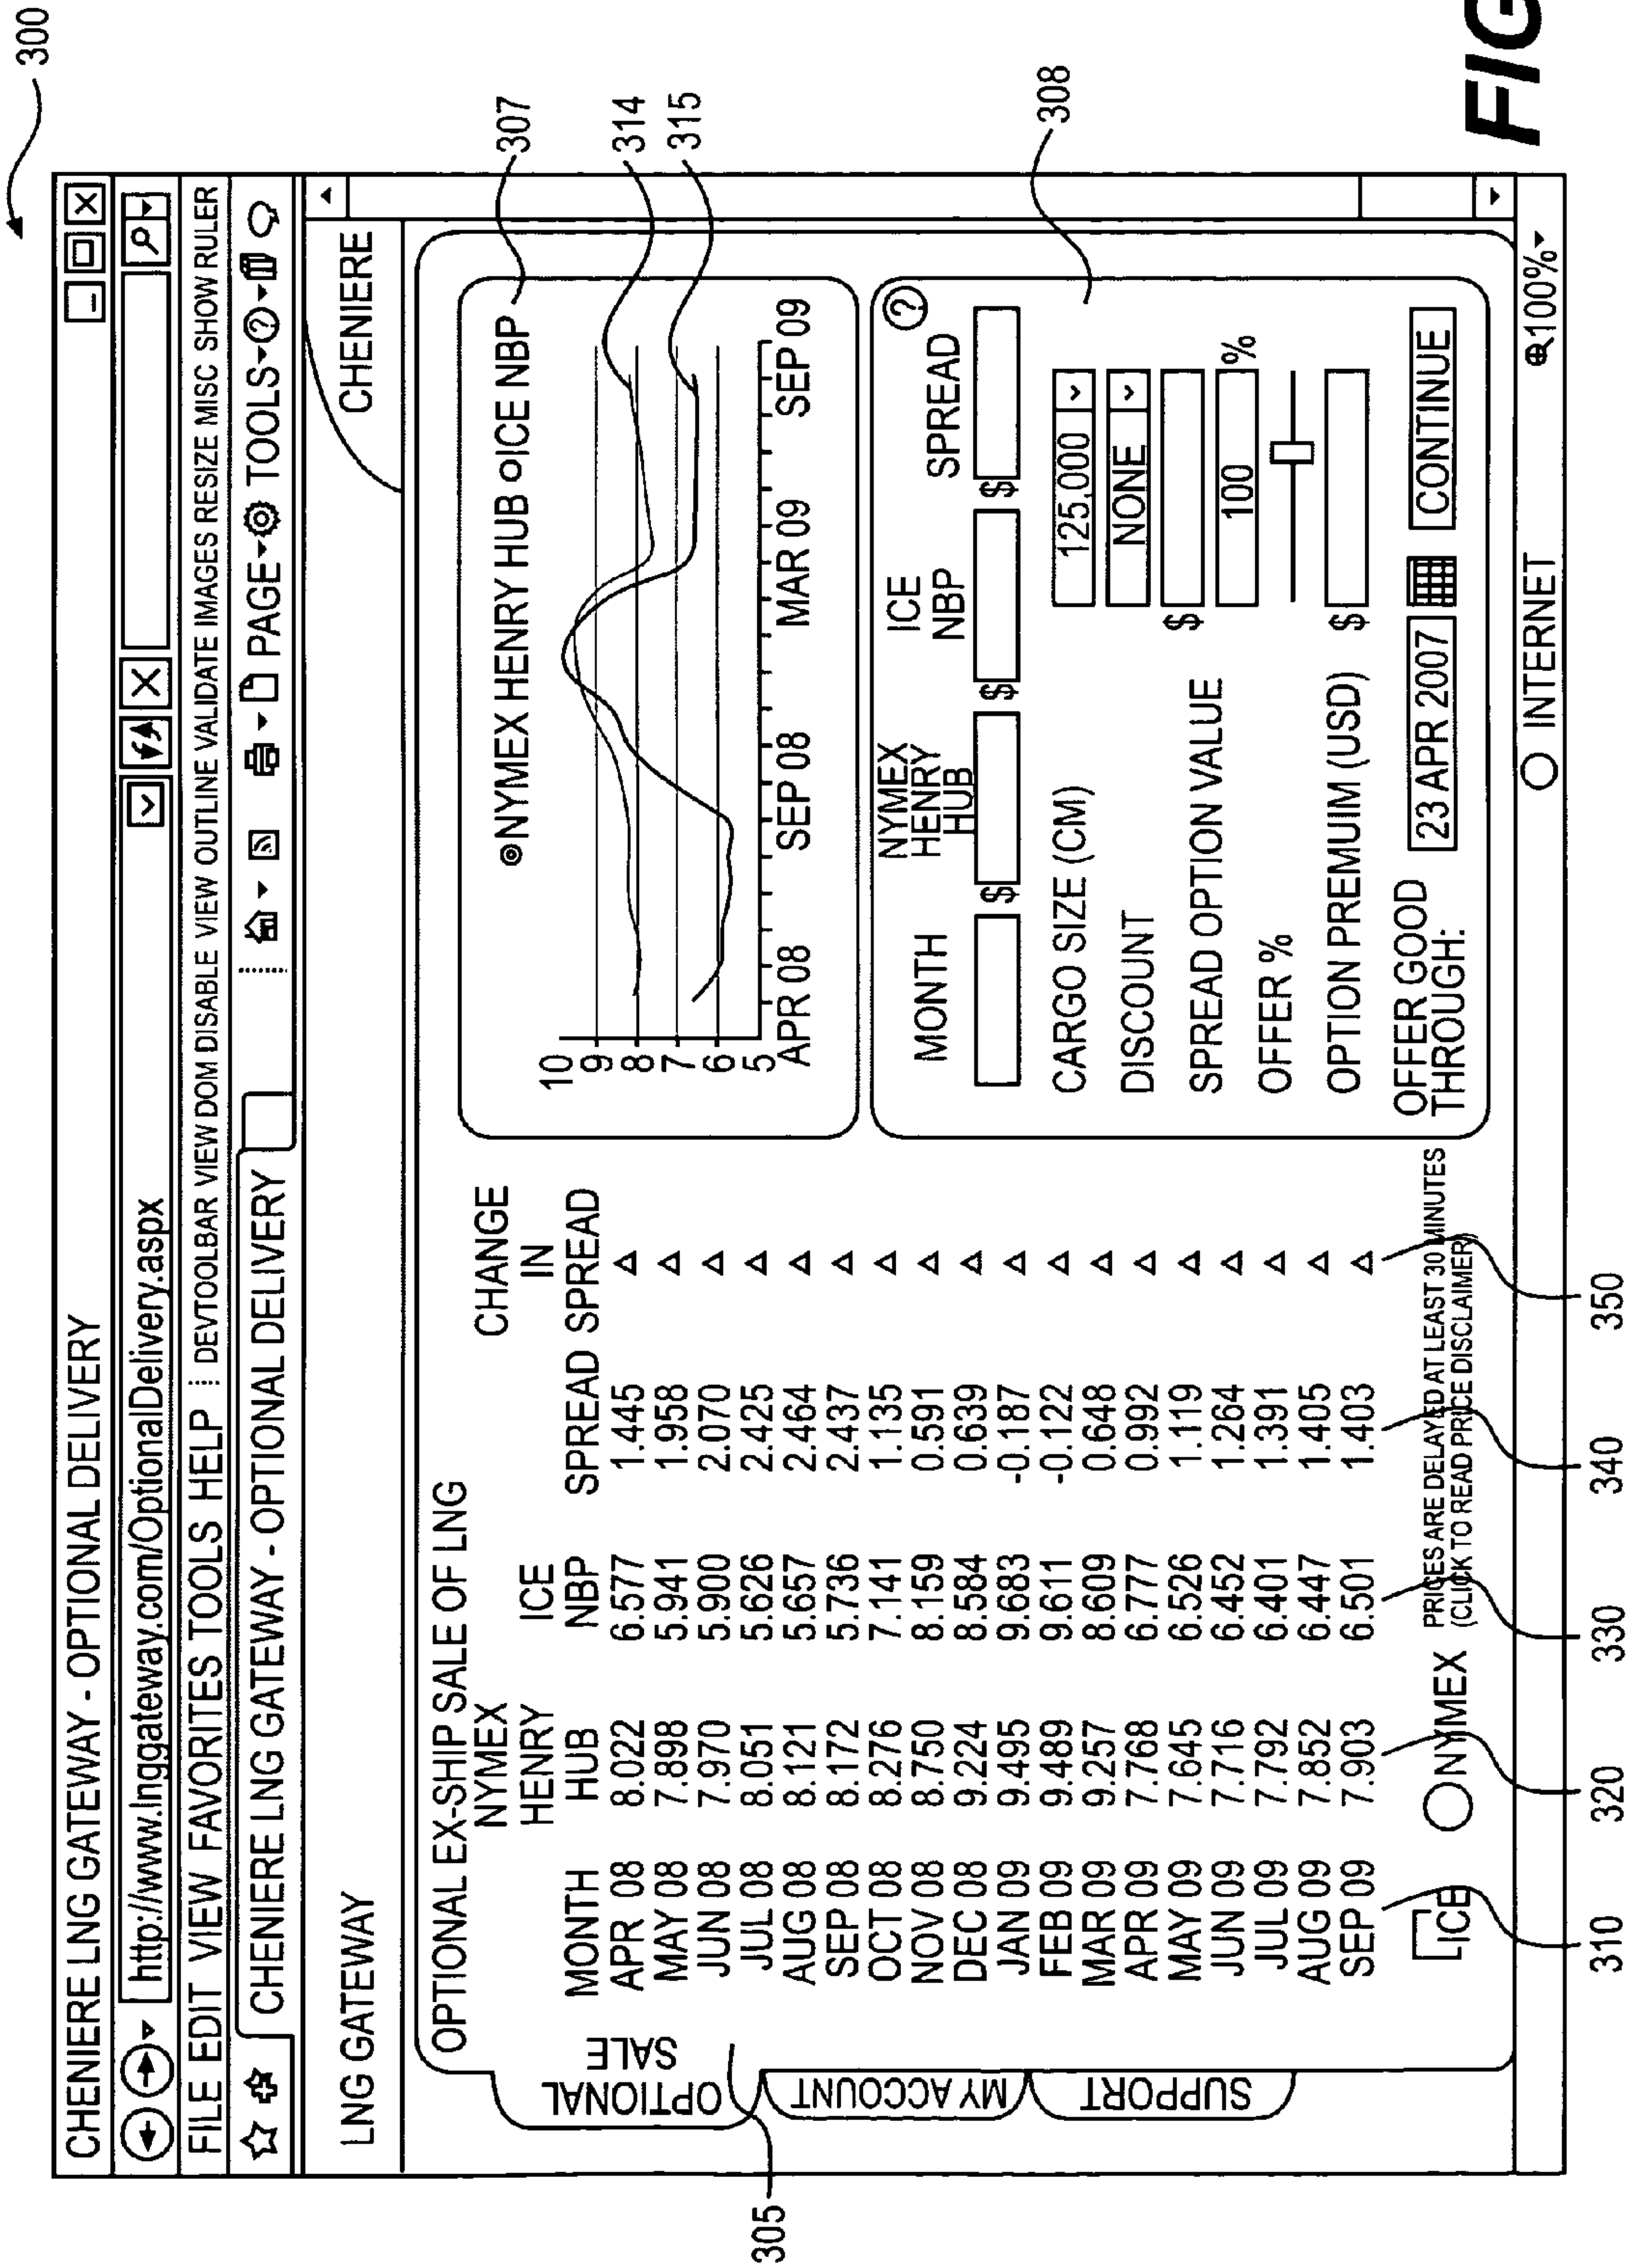 300
CHENIERE LNG GATEWAY - OPTIONAL DELIVERY
http://www.lnggateway.com/OptionalDelivery.aspx
FILE EDIT VIEW FAVORITES TOOLS HELP DEVTOOLBAR VIEW DOM DISABLE VIEW OUTLINE VALIDATE IMAGES RESIZE MISC SHOW RULER
CHENIERE LNG GATEWAY - OPTIONAL DELIVERY PAGE TOOLS
LNG GATEWAY CHENIERE
OPTIONAL SALE
MY ACCOUNT
SUPPORT
305
OPTIONAL EX-SHIP SALE OF LNG
MONTH NYMEX HENRY HUB ICE NBP SPREAD CHANGE IN SPREAD
APR 08 8.022 6.577 1.445
MAY 08 7.898 5.941 1.958
JUN 08 7.970 5.900 2.070
JUL 08 8.051 5.626 2.425
AUG 08 8.121 5.657 2.464
SEP 08 8.172 5.736 2.437
OCT 08 8.276 7.141 1.135
NOV 08 8.750 8.159 0.591
DEC 08 9.224 8.584 0.639
JAN 09 9.495 9.683 -0.187
FEB 09 9.489 9.611 -0.122
MAR 09 9.257 8.609 0.648
APR 09 7.768 6.777 0.992
MAY 09 7.645 6.526 1.119
JUN 09 7.716 6.452 1.264
JUL 09 7.792 6.401 1.391
AUG 09 7.852 6.447 1.405
SEP 09 7.903 6.501 1.403
ICE NYMEX
PRICES ARE DELAYED AT LEAST 30 MINUTES
(CLICK TO READ PRICE DISCLAIMER)
310 320 330 340 350
NYMEX HENRY HUB ICE NBP
307
314
315
10
9
8
7
6
5
APR 08 SEP 08 MAR 09 SEP 09
308
?
MONTH NYMEX HENRY HUB ICE NBP SPREAD
$ $ $
CARGO SIZE (CM) 125,000
DISCOUNT NONE
SPREAD OPTION VALUE $
OFFER % 100 %
OPTION PREMUIM (USD) $
OFFER GOOD THROUGH: 23 APR 2007 CONTINUE
INTERNET 100%
FIG